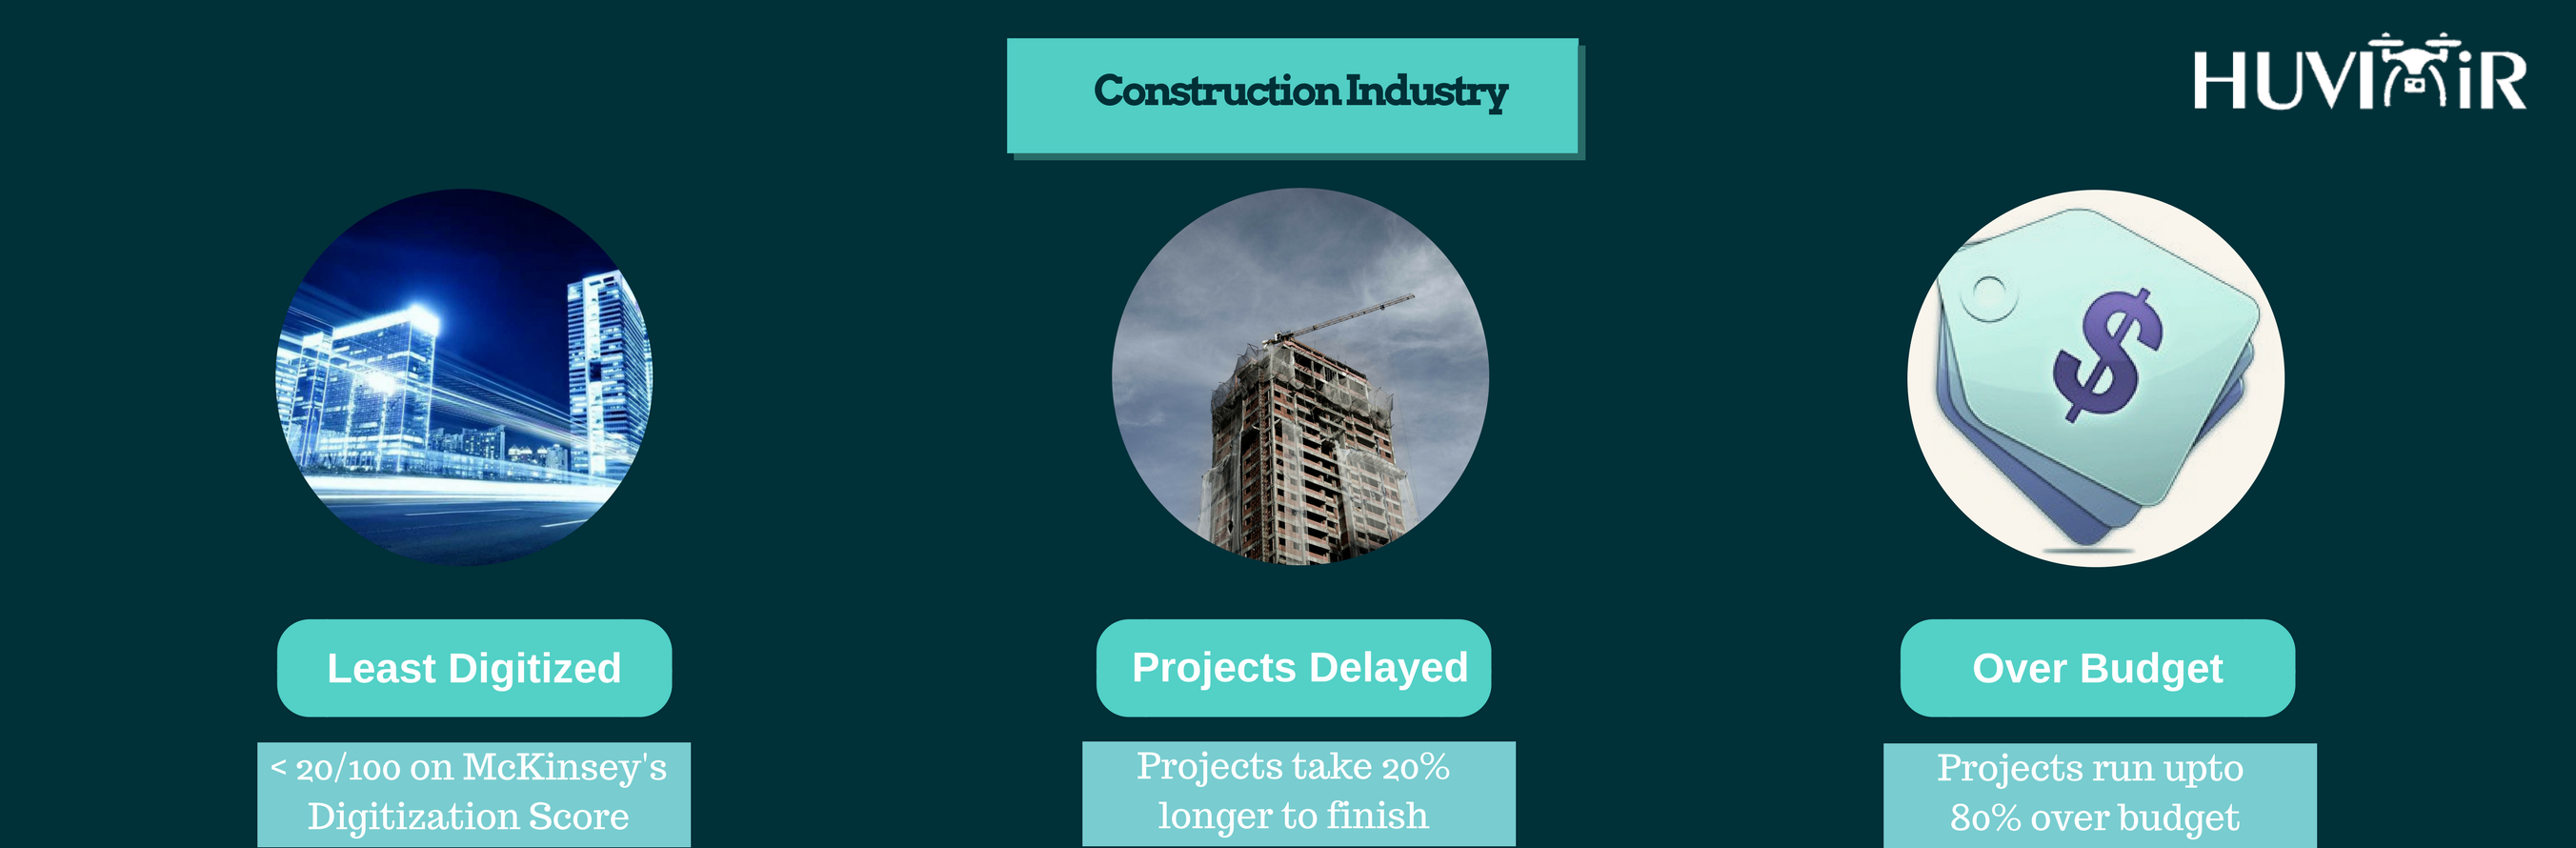 Construction Industry
HUVIAiR
Least Digitized
Projects Delayed
Over Budget
< 20/100 on McKinsey's
Digitization Score
Projects take 20%
longer to finish
Projects run upto
80% over budget